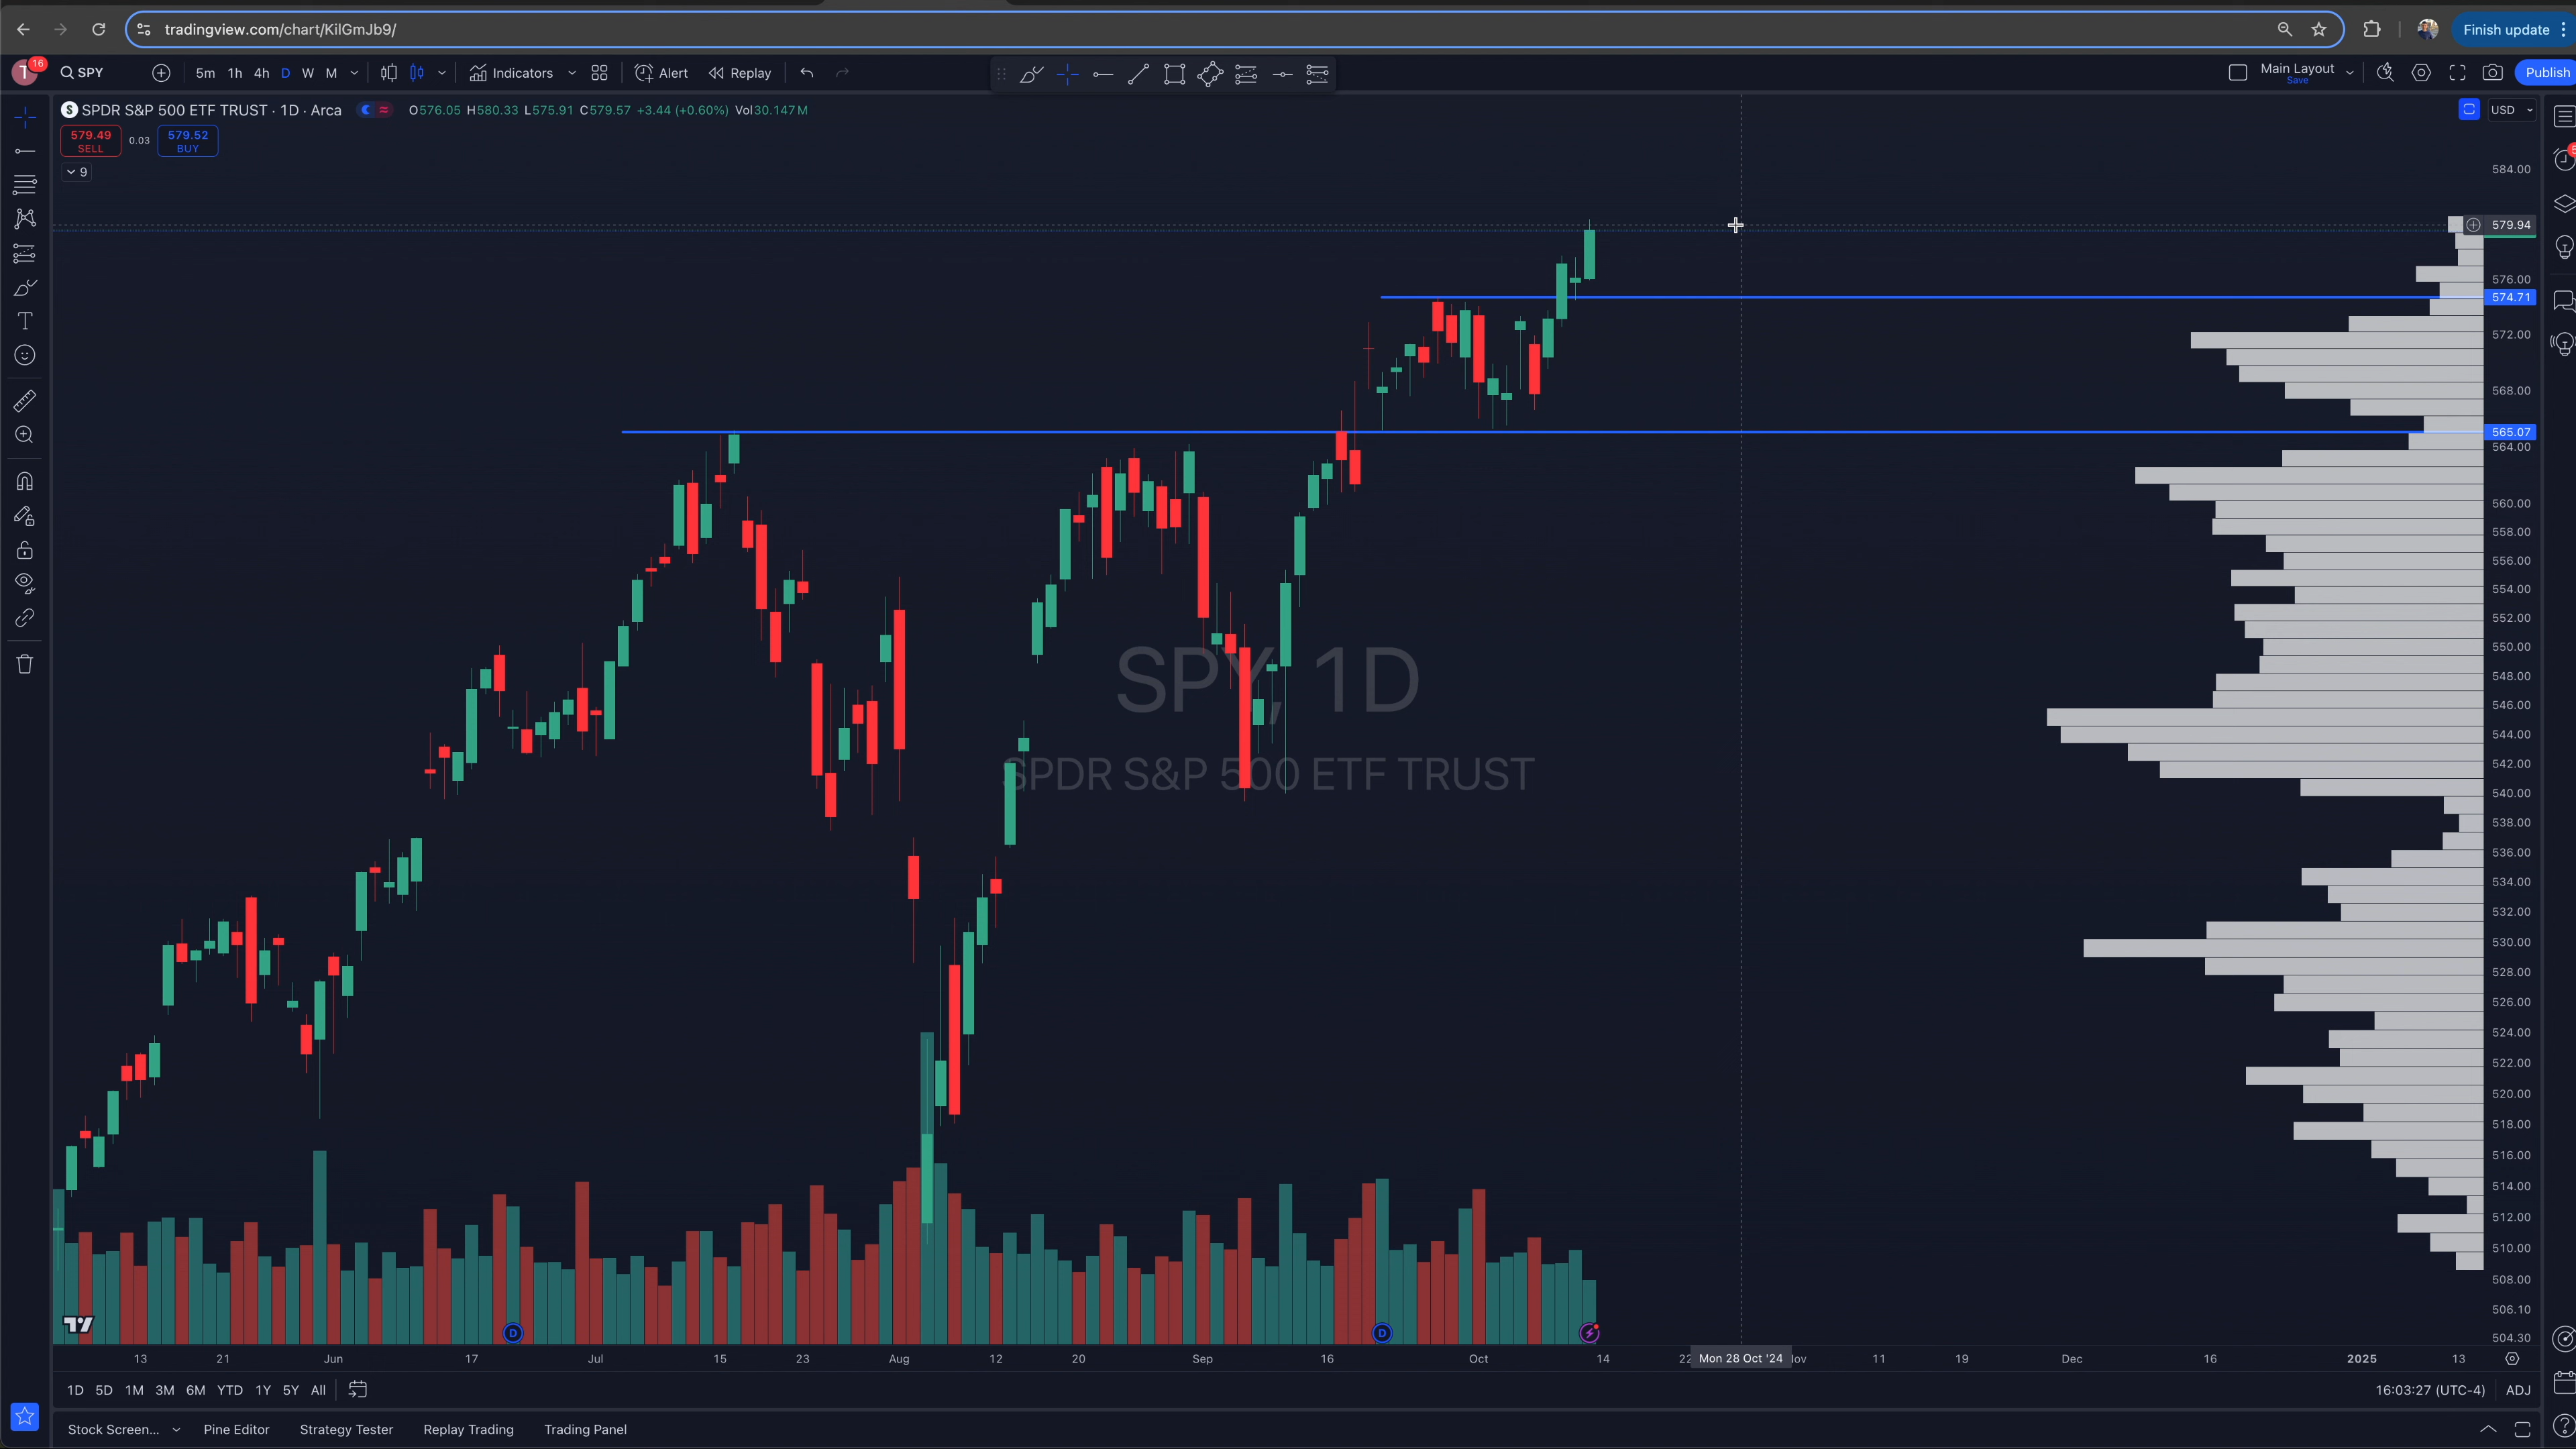 tradingview.com/chart/KilGmJb9/
Finish update
T 16 SPY 5m 1h 4h D W M Indicators Alert Replay
Main Layout
Save
Publish
S SPDR S&P 500 ETF TRUST · 1D · Arca O576.05 H580.33 L575.91 C579.57 +3.44 (+0.60%) Vol30.147 M
USD
579.49
SELL
0.03
579.52
BUY
9
584.00
579.94
576.00
574.71
572.00
568.00
565.07
564.00
560.00
558.00
556.00
554.00
552.00
550.00
548.00
546.00
544.00
542.00
540.00
538.00
536.00
534.00
532.00
530.00
528.00
526.00
524.00
522.00
520.00
518.00
516.00
514.00
512.00
510.00
508.00
506.10
504.30
SPY, 1D
SPDR S&P 500 ETF TRUST
D D
13 21 Jun 17 Jul 15 23 Aug 12 20 Sep 16 Oct 14 22 Mon 28 Oct '24 11 19 Dec 16 2025 13
1D 5D 1M 3M 6M YTD 1Y 5Y All
16:03:27 (UTC-4) ADJ
Stock Screen... Pine Editor Strategy Tester Replay Trading Trading Panel